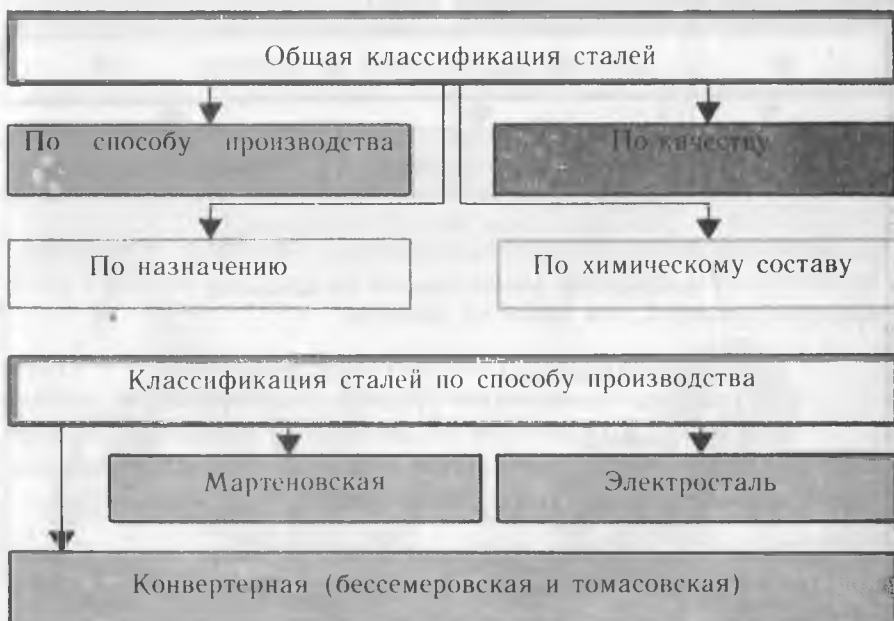 Общая классификация сталей
По способу производства
По качеству
По назначению
По химическому составу
Классификация сталей по способу производства
Мартеновская
Электросталь
Конвертерная (бессемеровская и томасовская)